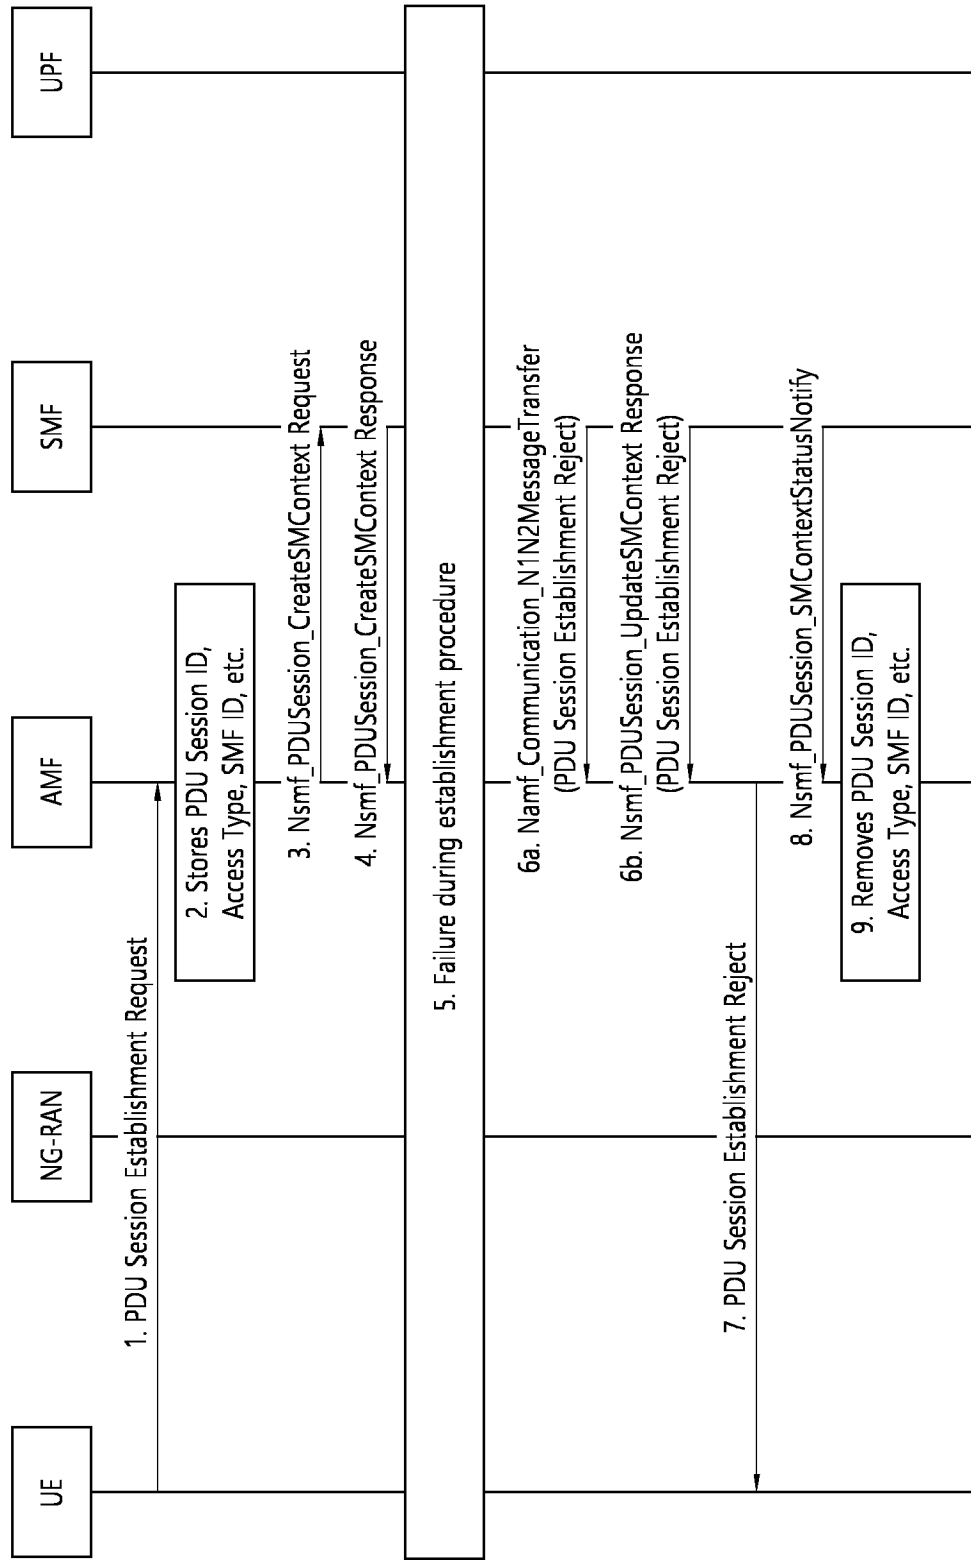 UE
NG-RAN
AMF
SMF
UPF
1. PDU Session Establishment Request
2. Stores PDU Session ID,
Access Type, SMF ID, etc.
3. Nsmf_PDUSession_CreateSMContext Request
4. Nsmf_PDUSession_CreateSMContext Response
5. Failure during establishment procedure
6a. Namf_Communication_N1N2MessageTransfer
(PDU Session Establishment Reject)
6b. Nsmf_PDUSession_UpdateSMContext Response
(PDU Session Establishment Reject)
7. PDU Session Establishment Reject
8. Nsmf_PDUSession_SMContextStatusNotify
9. Removes PDU Session ID,
Access Type, SMF ID, etc.